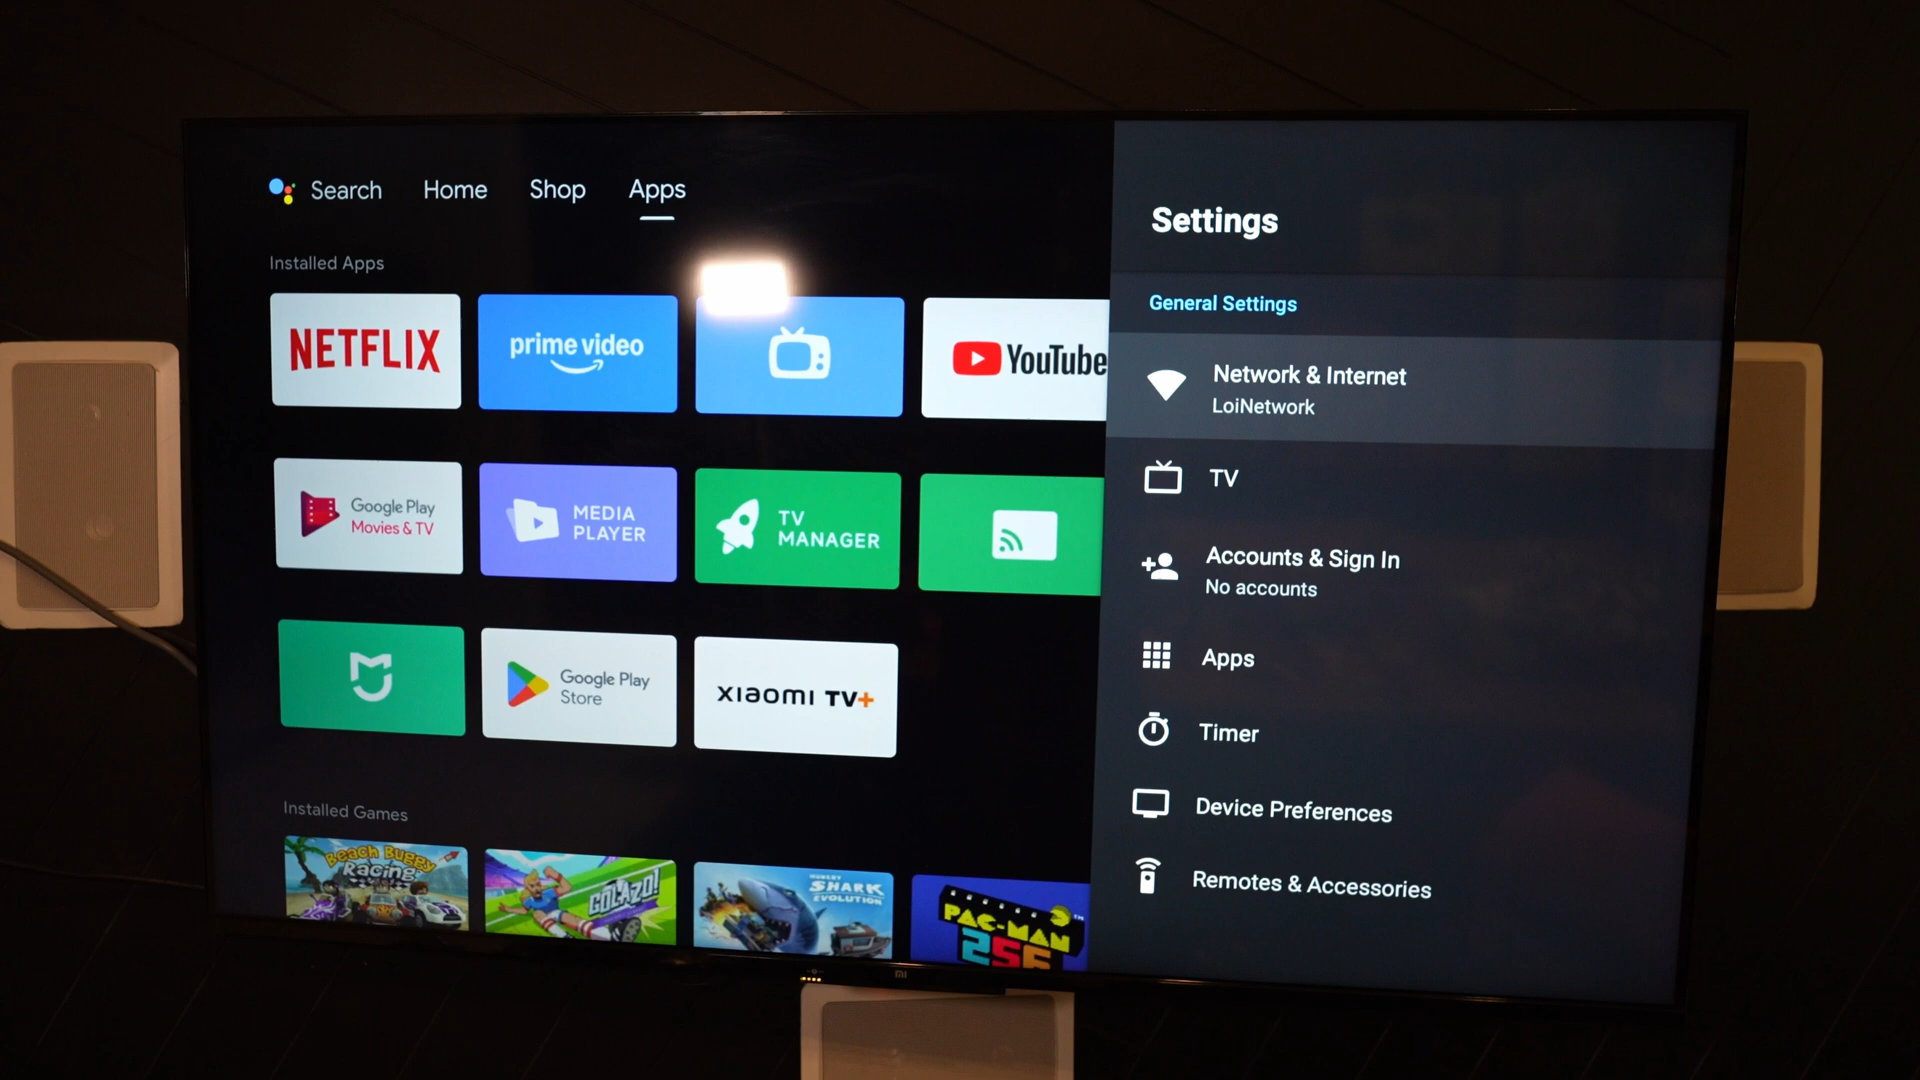 Search Home Shop Apps
Installed Apps
NETFLIX
prime video
YouTube
Google Play
Movies & TV
MEDIA
PLAYER
TV
MANAGER
Google Play
Store
xiaomi TV+
Installed Games
Beach Buggy
Racing
GOLAZO!
HUNGRY
SHARK
EVOLUTION
PAC-MAN
256
Settings
General Settings
Network & Internet
LoiNetwork
TV
Accounts & Sign In
No accounts
Apps
Timer
Device Preferences
Remotes & Accessories
mi